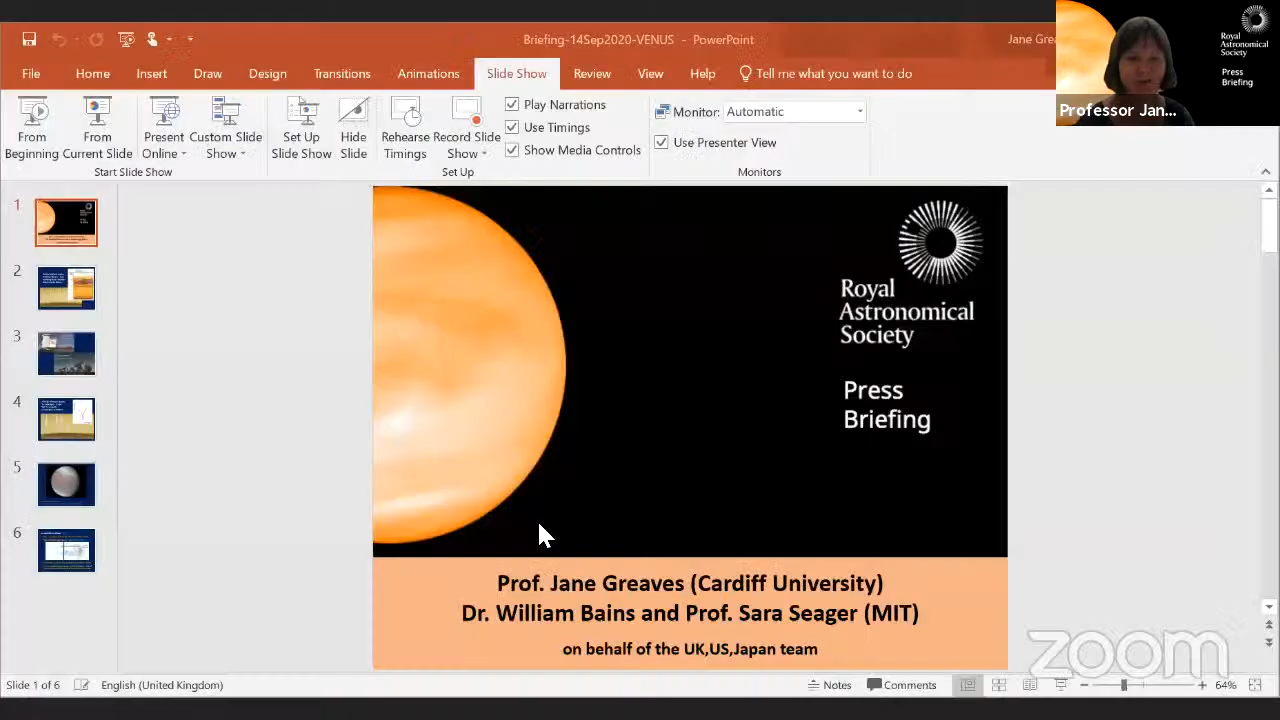 Briefing-14Sep2020-VENUS - PowerPoint
Jane Grea
File Home Insert Draw Design Transitions Animations Slide Show Review View Help Tell me what you want to do
From Beginning
From Current Slide
Present Online
Custom Slide Show
Start Slide Show
Set Up Slide Show
Hide Slide
Rehearse Timings
Record Slide Show
Play Narrations
Use Timings
Show Media Controls
Set Up
Monitor: Automatic
Use Presenter View
Monitors
Royal
Astronomical
Society
Press
Briefing
Professor Jan...
1
2
3
4
5
6
Royal
Astronomical
Society
Press
Briefing
Prof. Jane Greaves (Cardiff University)
Dr. William Bains and Prof. Sara Seager (MIT)
on behalf of the UK,US,Japan team
zoom
Slide 1 of 6 English (United Kingdom) Notes Comments 64%